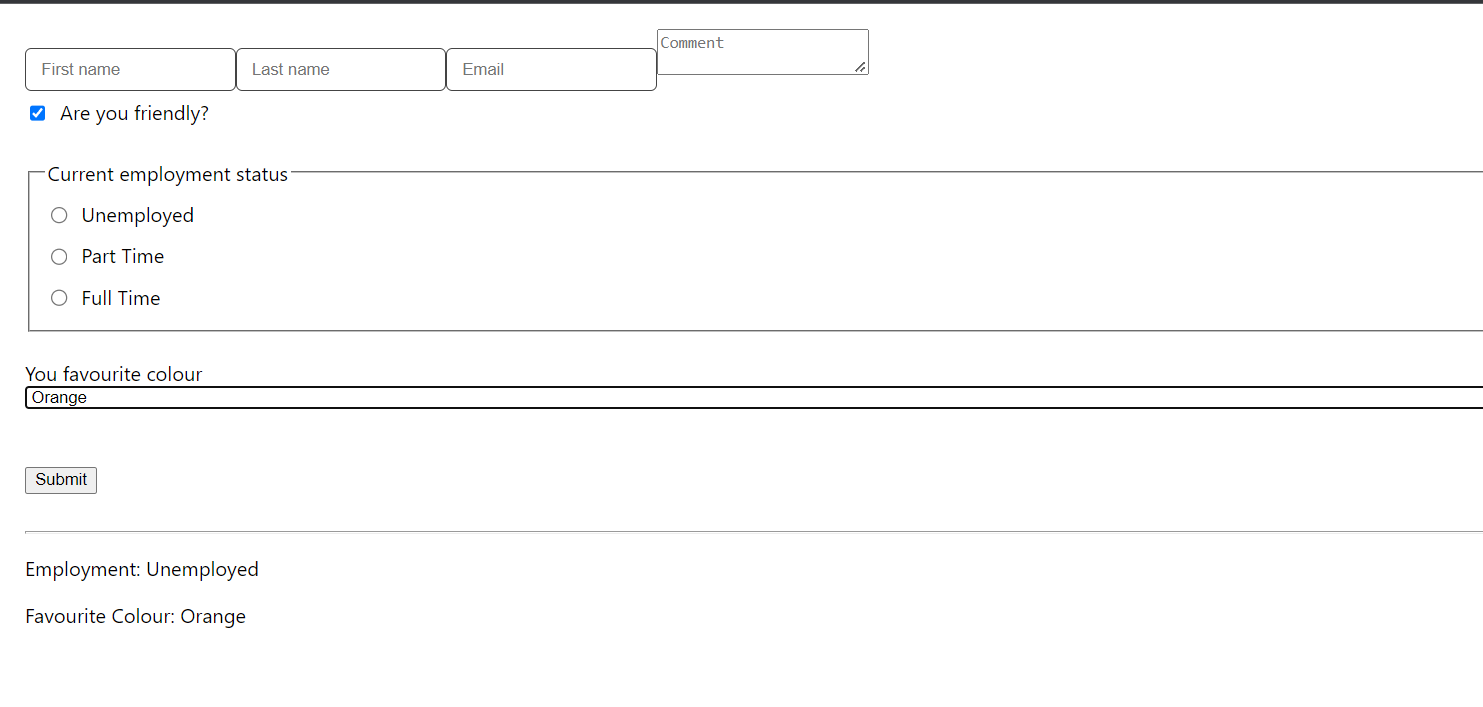 First name Last name Email Comment
Are you friendly?
Current employment status
Unemployed
Part Time
Full Time
You favourite colour
Orange
Submit
Employment: Unemployed
Favourite Colour: Orange